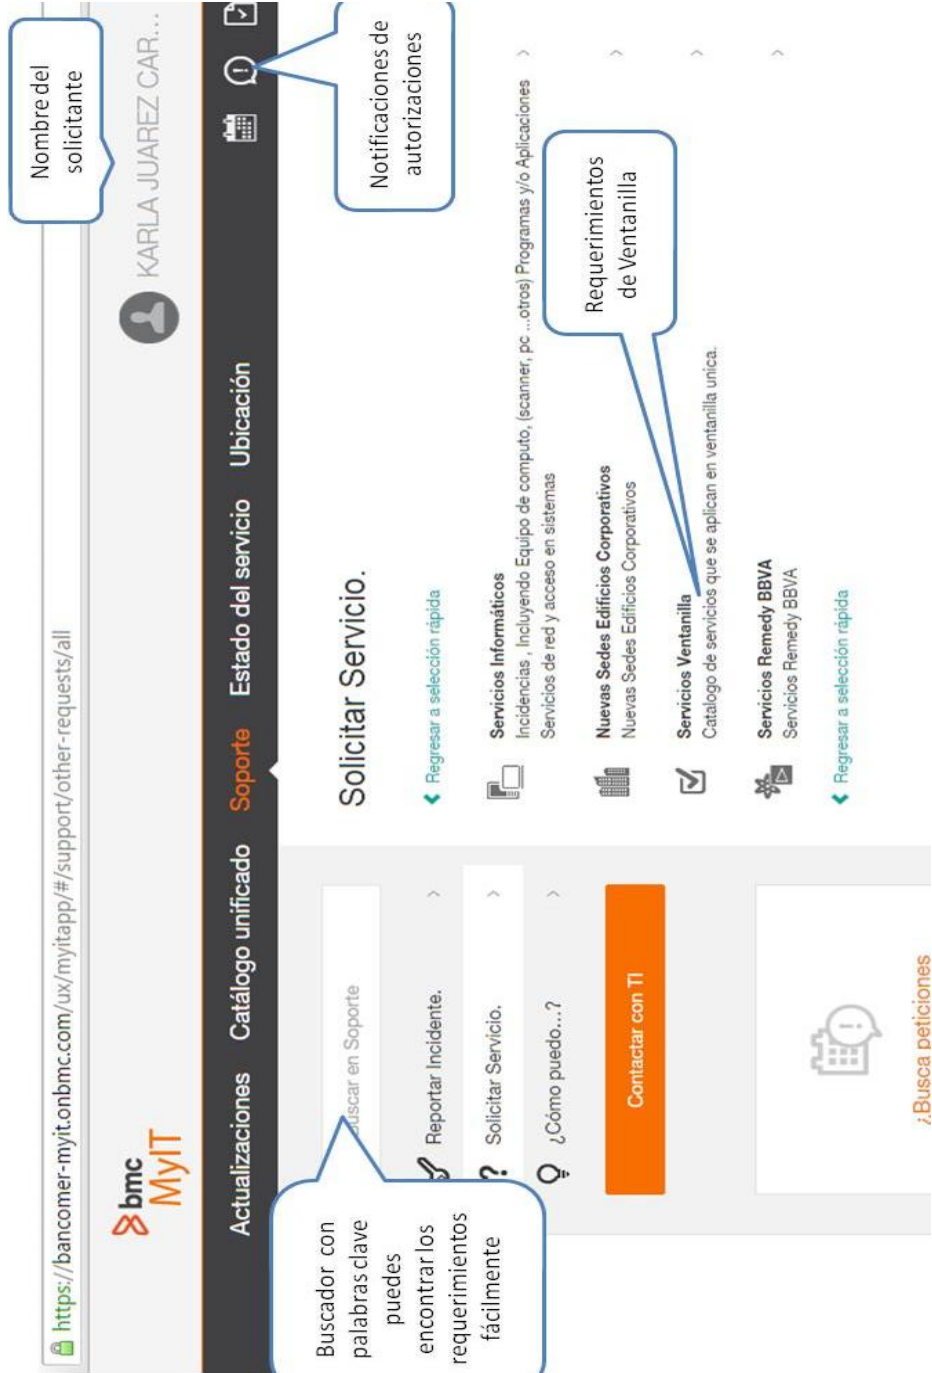 Nombre del
solicitante
https://bancomer-myit.onbmc.com/ux/myitapp/#/support/other-requests/all
bmc
MyIT
KARLA JUAREZ CAR...
Actualizaciones Catálogo unificado Soporte Estado del servicio Ubicación
Notificaciones de
autorizaciones
Buscador con
palabras clave
puedes
encontrar los
requerimientos
fácilmente
Buscar en Soporte
Reportar Incidente.
? Solicitar Servicio.
¿Cómo puedo...?
Contactar con TI
¿Busca peticiones
Solicitar Servicio.
Regresar a selección rápida
Servicios Informáticos
Incidencias , Incluyendo Equipo de computo, (scanner, pc ...otros) Programas y/o Aplicaciones
Servicios de red y acceso en sistemas
Nuevas Sedes Edificios Corporativos
Nuevas Sedes Edificios Corporativos
Requerimientos
de Ventanilla
Servicios Ventanilla
Catalogo de servicios que se aplican en ventanilla unica.
Servicios Remedy BBVA
Servicios Remedy BBVA
Regresar a selección rápida